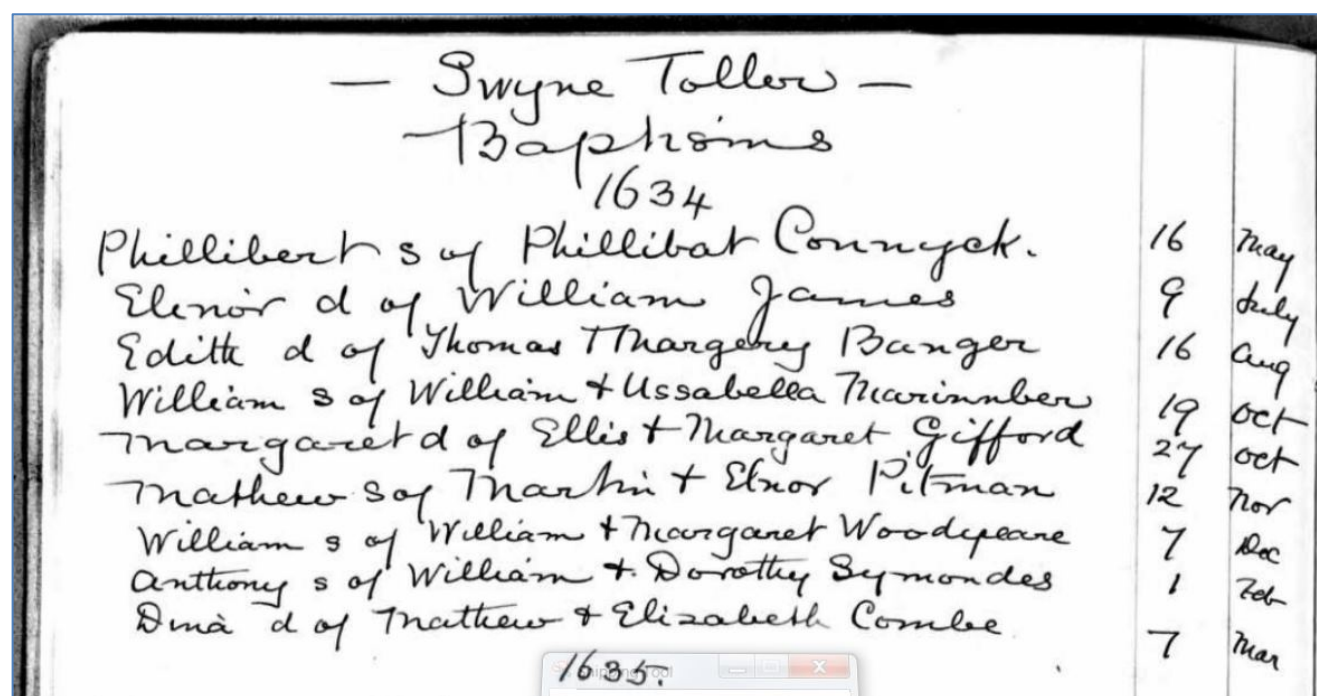 — Swyne Toller —
Baptisms
1634
Phillibert s of Phillibat Connyck. 16 May
Elenor d of William James 9 July
Edith d of Thomas + Margery Banger 16 Aug
William s of William + Ussabella Marinnber 19 Oct
Margaret d of Ellis + Margaret Gifford 27 Oct
Mathew s of Martin + Elnor Pitman 12 Nov
William s of William + Margaret Woodyeare 7 Dec
Anthony s of William + Dorothy Symondes 1 Feb
Dina d of Mathew + Elizabeth Combe 7 Mar
1635.